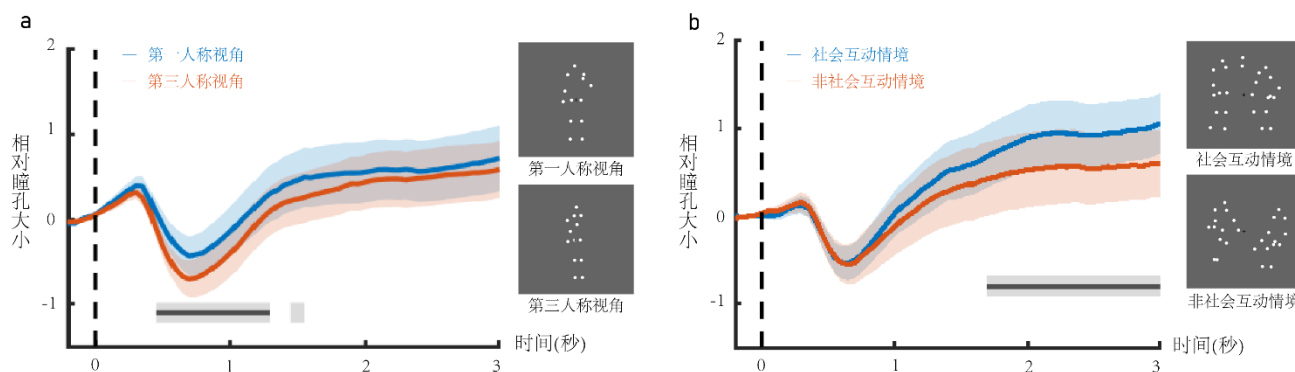 a
2
1
0
-1
相对瞳孔大小
第一人称视角
第三人称视角
0
1
2
3
时间(秒)
第一人称视角
第三人称视角
b
2
1
0
-1
相对瞳孔大小
社会互动情境
非社会互动情境
0
1
2
3
时间(秒)
社会互动情境
非社会互动情境